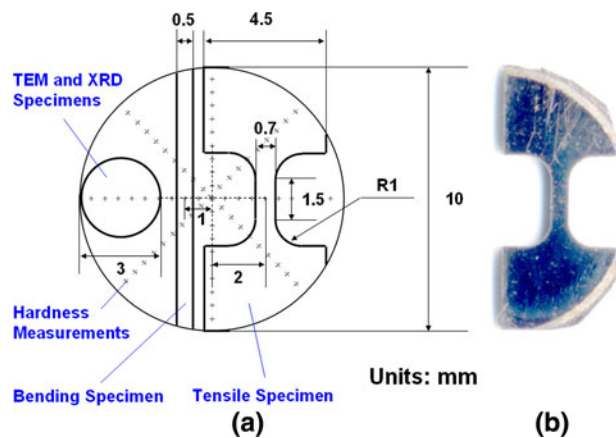 0.5
4.5
TEM and XRD
Specimens
0.7
1.5
R1
10
1
3
2
Hardness
Measurements
Bending Specimen
Tensile Specimen
Units: mm
(a)
(b)